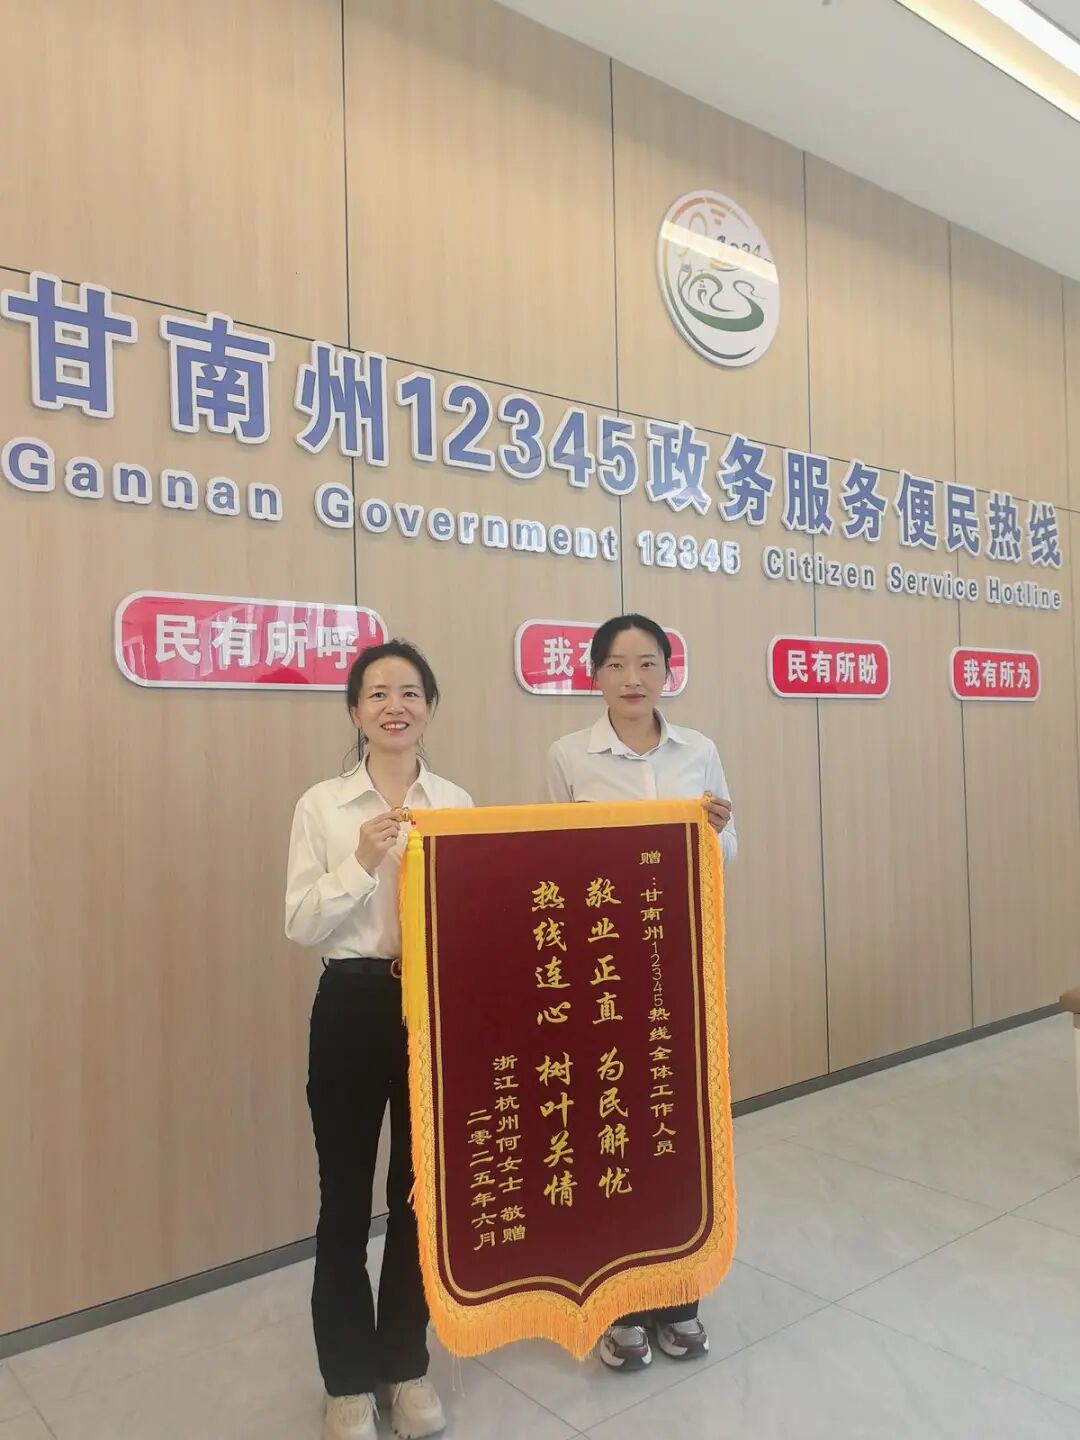 12345
甘南州12345政务服务便民热线
Gannan Government 12345 Citizen Service Hotline
民有所呼
我有
民有所盼
我有所为
赠：甘南州12345热线全体工作人员
敬业正直 为民解忧
热线连心 树叶关情
浙江杭州何女士 敬赠
二零二五年六月